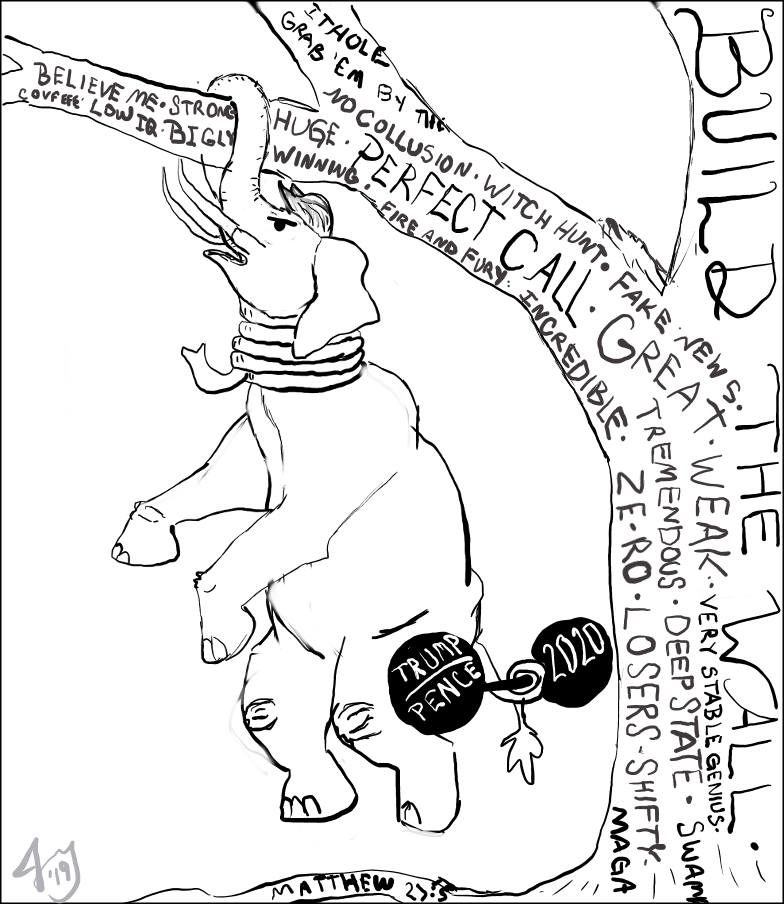 ITHOLE
GRAB 'EM BY THE
NO COLLUSION · WITCH HUNT · FAKE NEWS.
BELIEVE ME · STRONG
COVFEFE · LOW IQ · BIGLY
HUGE · PERFECT CALL · GREAT · WEAK · VERY STABLE GENIUS.
WINNING. FIRE AND FURY. INCREDIBLE.
TREMENDOUS · DEEP STATE · SWAMP
ZE-RO · LOSERS - SHIFTY.
MAGA
BUILD THE WALL.
TRUMP
PENCE
2020
MATTHEW 27:5
'19